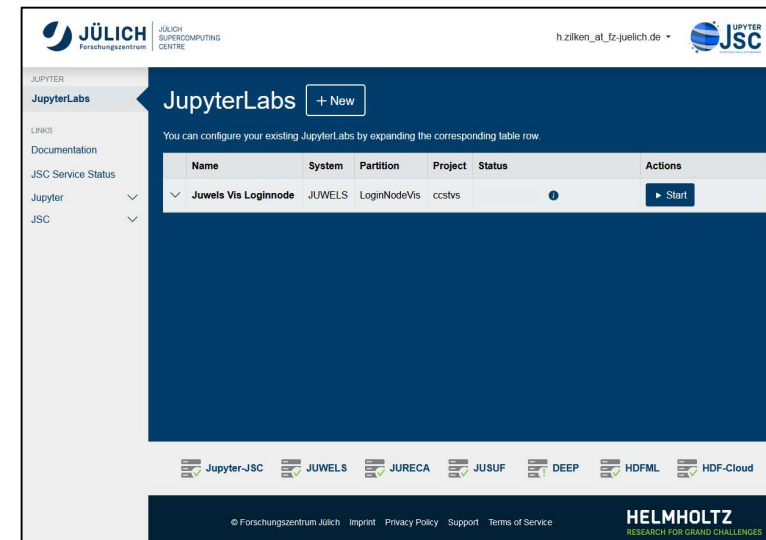 JÜLICH
Forschungszentrum
JÜLICH
SUPERCOMPUTING
CENTRE
h.zilken_at_fz-juelich.de
JUPYTER
JSC
JUPYTER
JupyterLabs
LINKS
Documentation
JSC Service Status
Jupyter
JSC
JupyterLabs + New
You can configure your existing JupyterLabs by expanding the corresponding table row.
Name System Partition Project Status Actions
Juwels Vis Loginnode JUWELS LoginNodeVis ccstvs Start
Jupyter-JSC JUWELS JURECA JUSUF DEEP HDFML HDF-Cloud
© Forschungszentrum Jülich Imprint Privacy Policy Support Terms of Service
HELMHOLTZ
RESEARCH FOR GRAND CHALLENGES